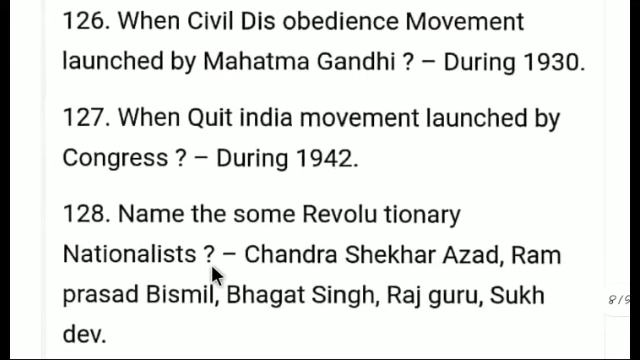 126. When Civil Dis obedience Movement
launched by Mahatma Gandhi ? – During 1930.
127. When Quit india movement launched by
Congress ? – During 1942.
128. Name the some Revolu tionary
Nationalists ? – Chandra Shekhar Azad, Ram
prasad Bismil, Bhagat Singh, Raj guru, Sukh
dev.